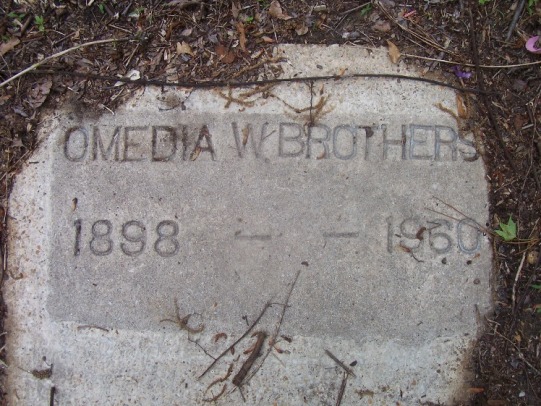 OMEDIA W. BROTHERS
1898 — — 1960